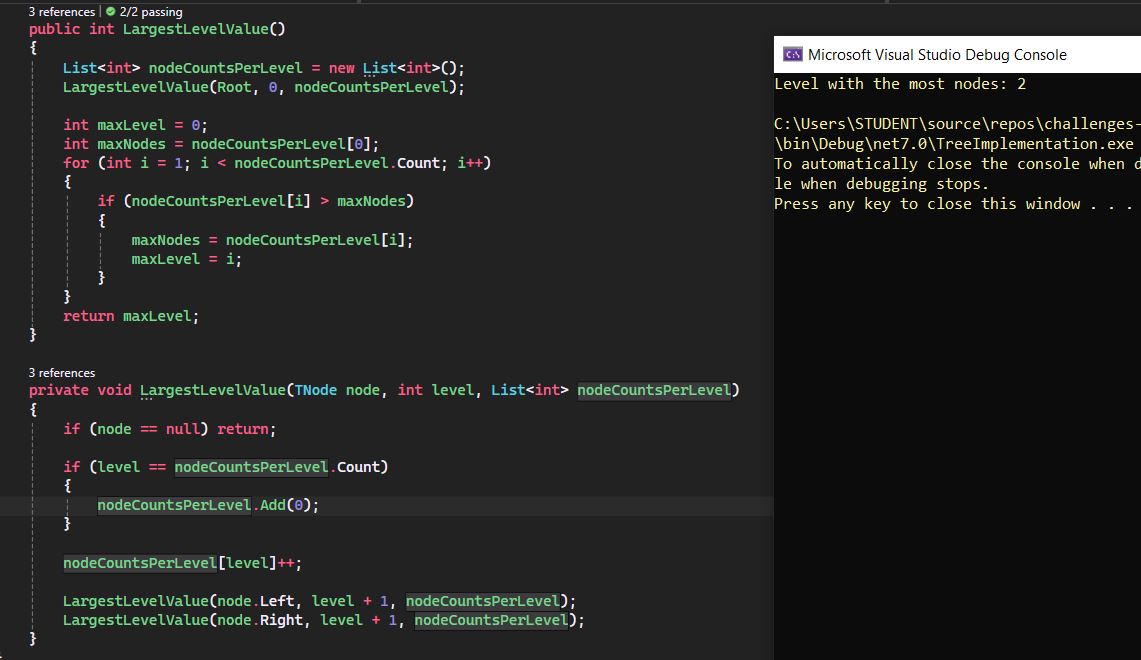 3 references | 2/2 passing
public int LargestLevelValue()
{
List<int> nodeCountsPerLevel = new List<int>();
LargestLevelValue(Root, 0, nodeCountsPerLevel);
int maxLevel = 0;
int maxNodes = nodeCountsPerLevel[0];
for (int i = 1; i < nodeCountsPerLevel.Count; i++)
{
if (nodeCountsPerLevel[i] > maxNodes)
{
maxNodes = nodeCountsPerLevel[i];
maxLevel = i;
}
}
return maxLevel;
}
3 references
private void LargestLevelValue(TNode node, int level, List<int> nodeCountsPerLevel)
{
if (node == null) return;
if (level == nodeCountsPerLevel.Count)
{
nodeCountsPerLevel.Add(0);
}
nodeCountsPerLevel[level]++;
LargestLevelValue(node.Left, level + 1, nodeCountsPerLevel);
LargestLevelValue(node.Right, level + 1, nodeCountsPerLevel);
}
Microsoft Visual Studio Debug Console
Level with the most nodes: 2
C:\Users\STUDENT\source\repos\challenges-
\bin\Debug\net7.0\TreeImplementation.exe
To automatically close the console when d
le when debugging stops.
Press any key to close this window . . .